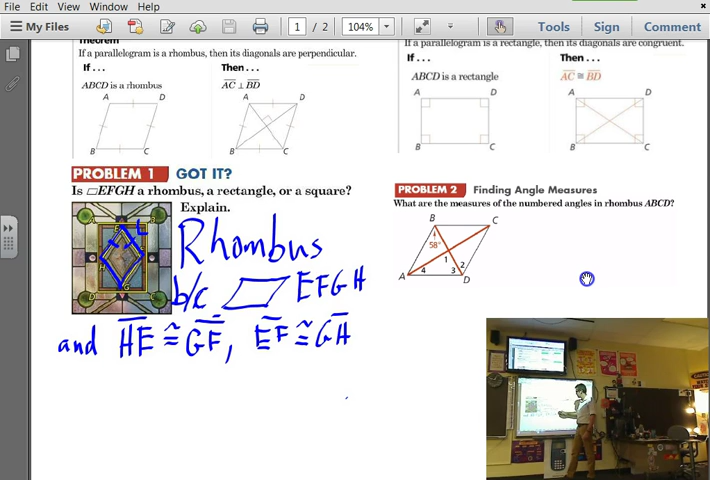 File Edit View Window Help
My Files 1 / 2 104% Tools Sign Comment
Theorem
If a parallelogram is a rhombus, then its diagonals are perpendicular.
If . . . Then . . .
ABCD is a rhombus AC ⊥ BD
A D A D
B C B C
If a parallelogram is a rectangle, then its diagonals are congruent.
If . . . Then . . .
ABCD is a rectangle AC ≅ BD
A D A D
B C B C
PROBLEM 1 GOT IT?
Is ▱EFGH a rhombus, a rectangle, or a square?
Explain.
Rhombus
b/c ▱ EFGH
and HE ≅ GF, EF ≅ GH
PROBLEM 2 Finding Angle Measures
What are the measures of the numbered angles in rhombus ABCD?
B C
58°
1
4 3 2
A D